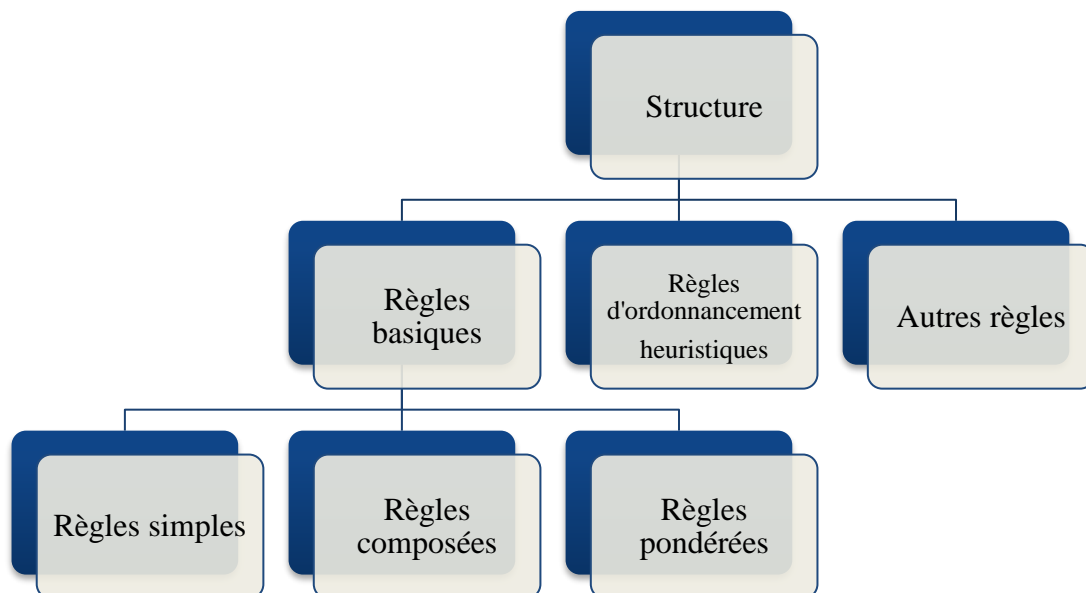 Structure
Règles
basiques
Règles
d'ordonnancement
heuristiques
Autres règles
Règles simples
Règles
composées
Règles
pondérées